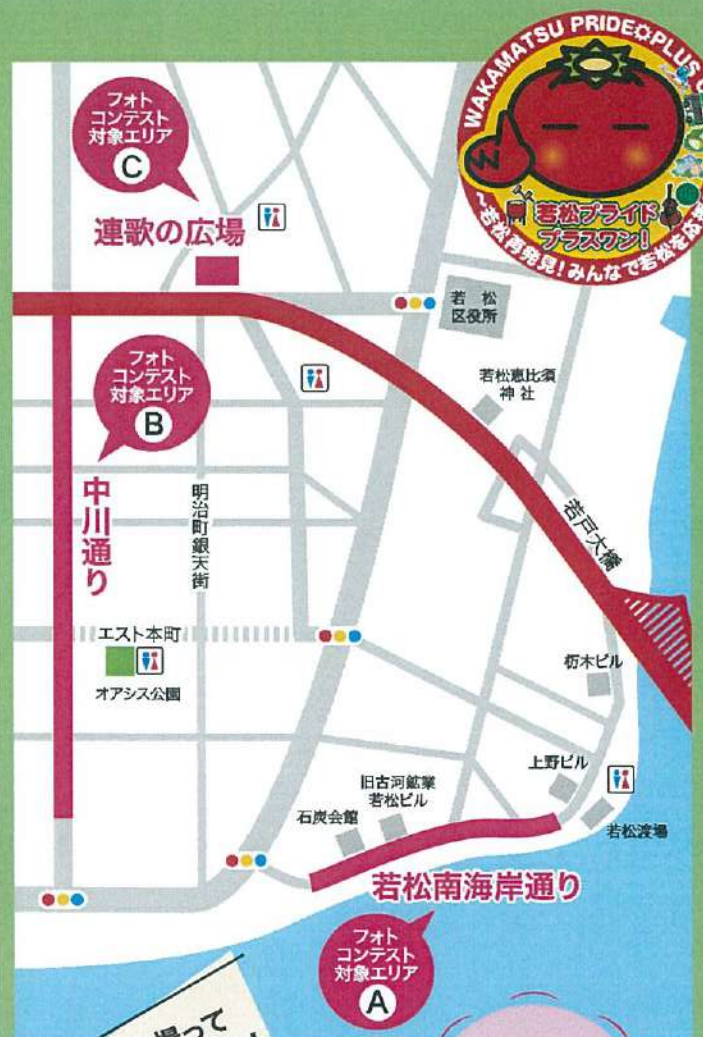 WAKAMATSU PRIDE PLUS
若松プライド
プラスワン!
~若松再発見!みんなで若松を応
フォト
コンテスト
対象エリア
C
連歌の広場
若松
区役所
フォト
コンテスト
対象エリア
B
若松恵比須
神社
中川通り
明治町銀天街
若戸大橋
エスト本町
オアシス公園
栃木ビル
上野ビル
旧古河鉱業
若松ビル
石炭会館
若松渡場
若松南海岸通り
フォト
コンテスト
対象エリア
A
撮って